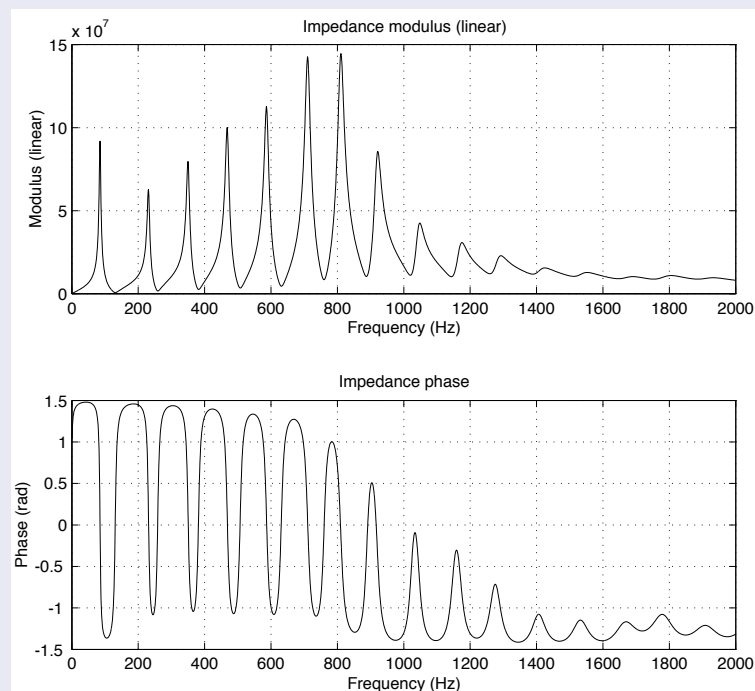 Impedance modulus (linear)
x 10^7
15
10
5
0
Modulus (linear)
0 200 400 600 800 1000 1200 1400 1600 1800 2000
Frequency (Hz)
Impedance phase
1.5
1
0.5
0
-0.5
-1
-1.5
Phase (rad)
0 200 400 600 800 1000 1200 1400 1600 1800 2000
Frequency (Hz)